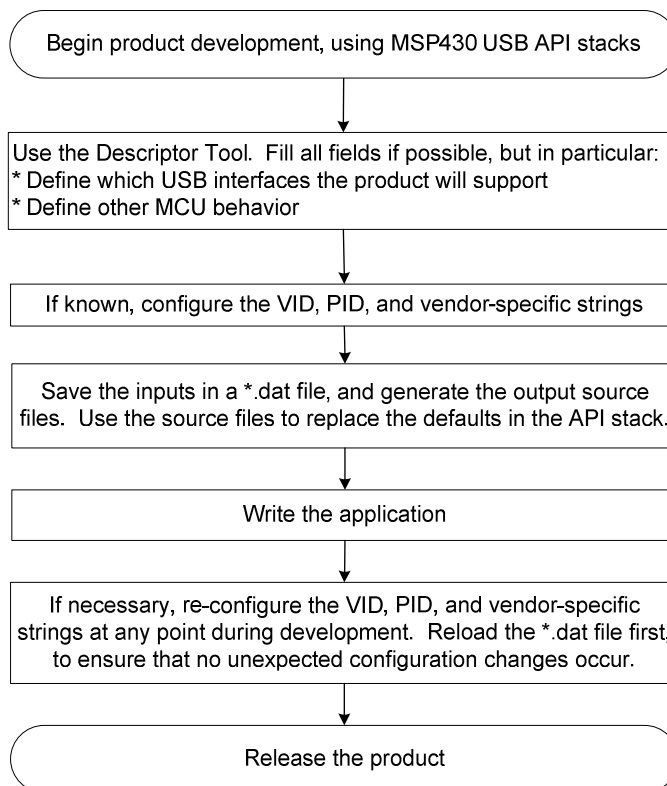 Begin product development, using MSP430 USB API stacks
Use the Descriptor Tool.  Fill all fields if possible, but in particular:
* Define which USB interfaces the product will support
* Define other MCU behavior
If known, configure the VID, PID, and vendor-specific strings
Save the inputs in a *.dat file, and generate the output source
files.  Use the source files to replace the defaults in the API stack.
Write the application
If necessary, re-configure the VID, PID, and vendor-specific
strings at any point during development.  Reload the *.dat file first,
to ensure that no unexpected configuration changes occur.
Release the product